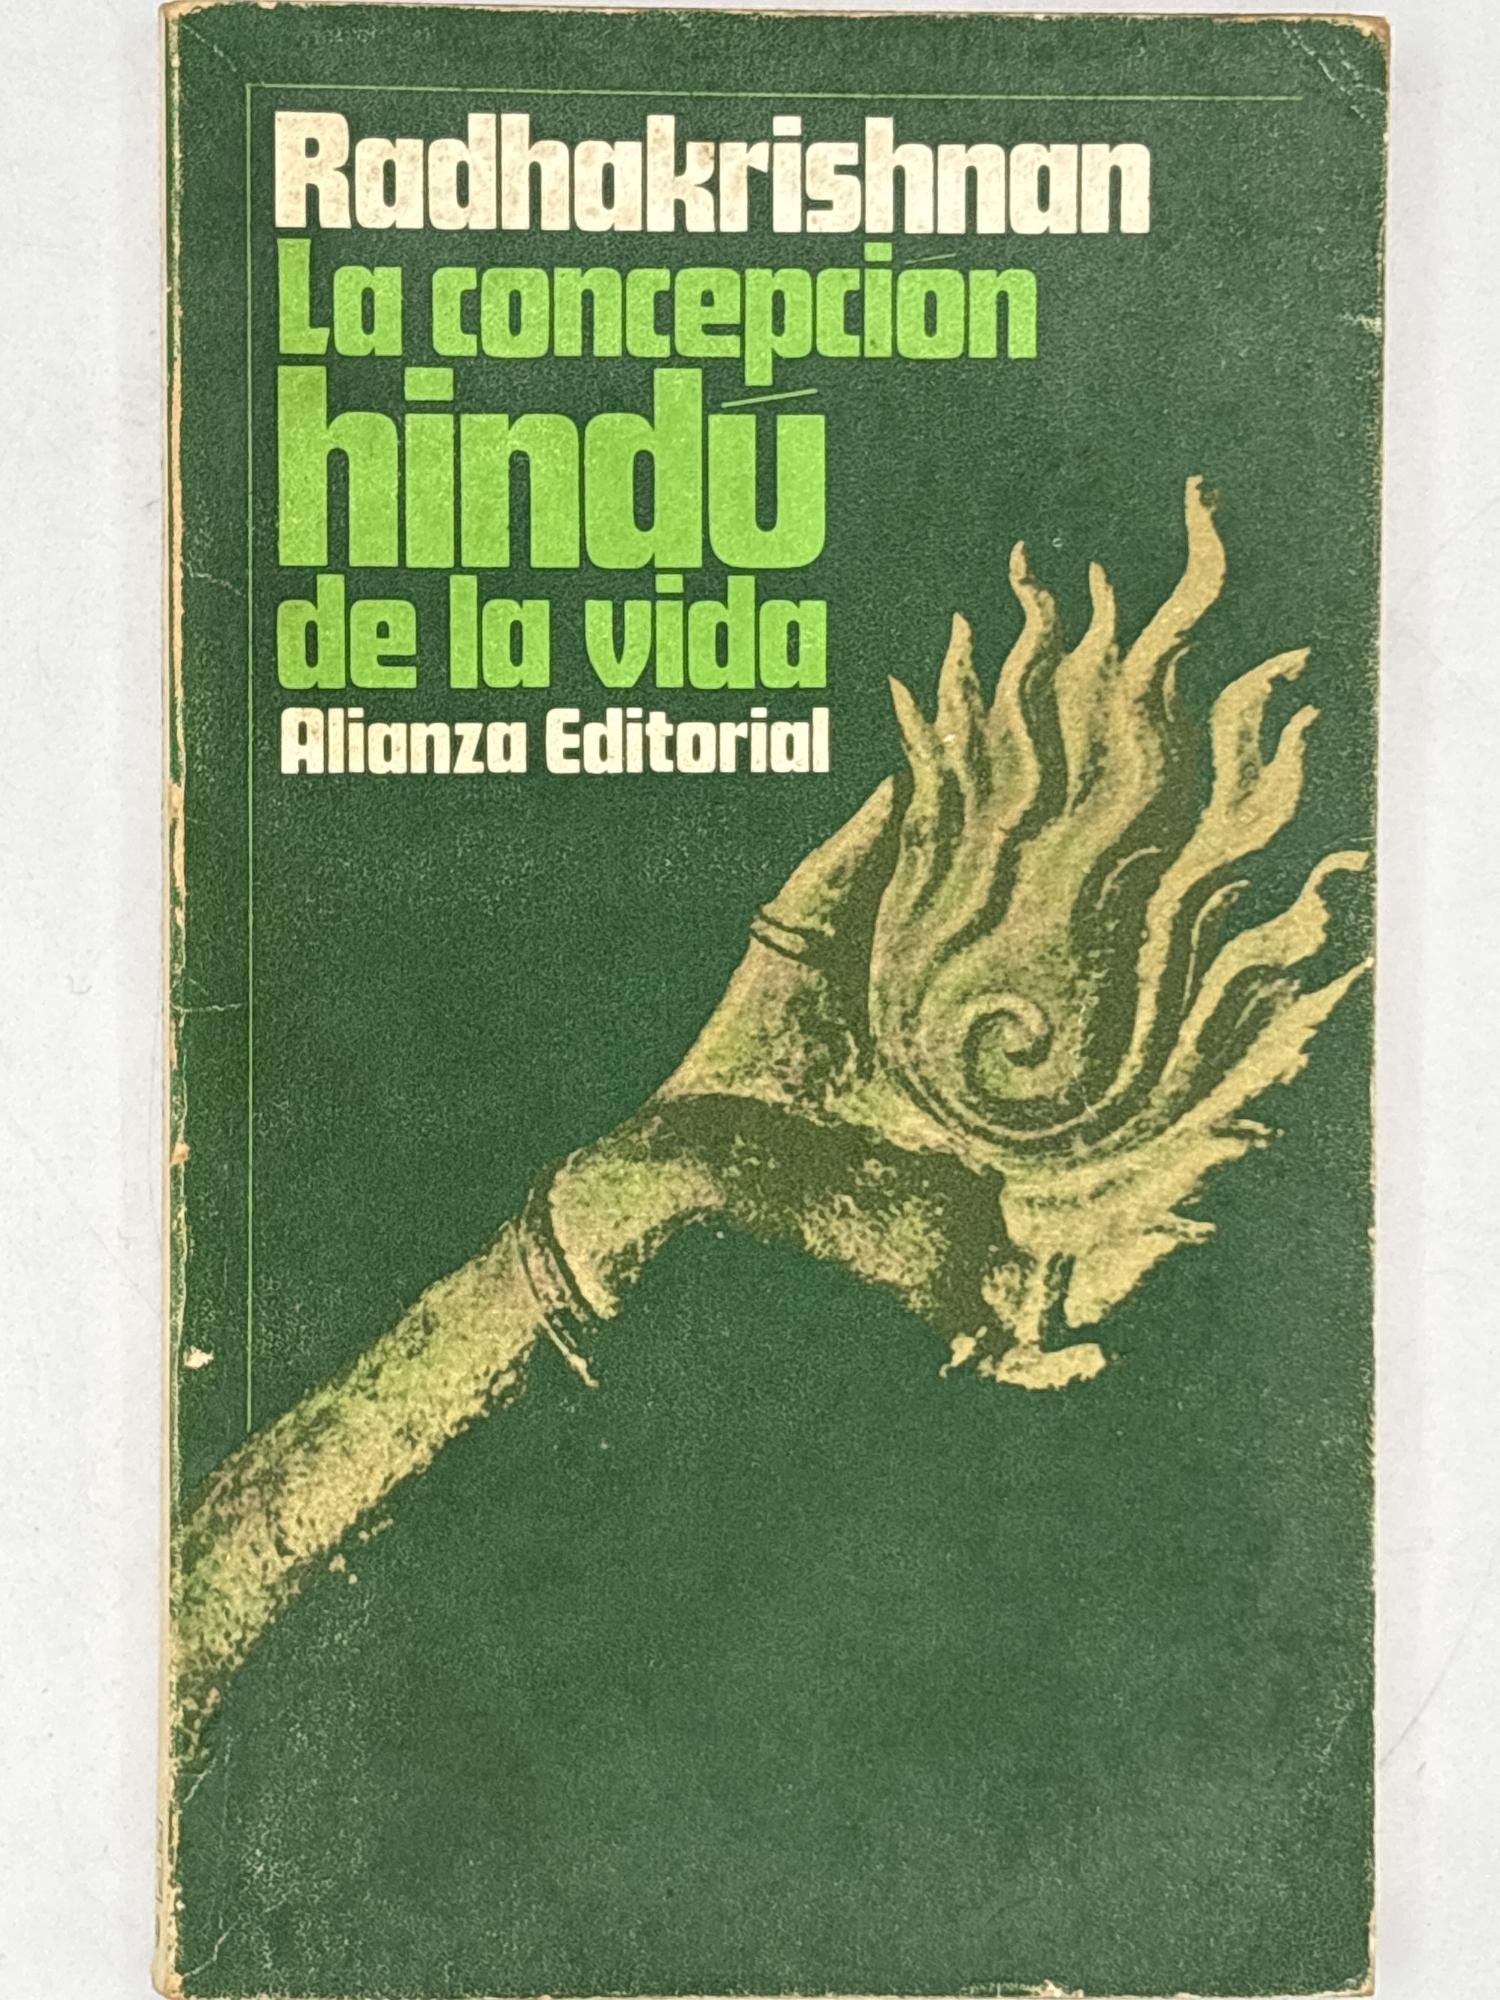 Radhakrishnan
La concepción
hindú
de la vida
Alianza Editorial